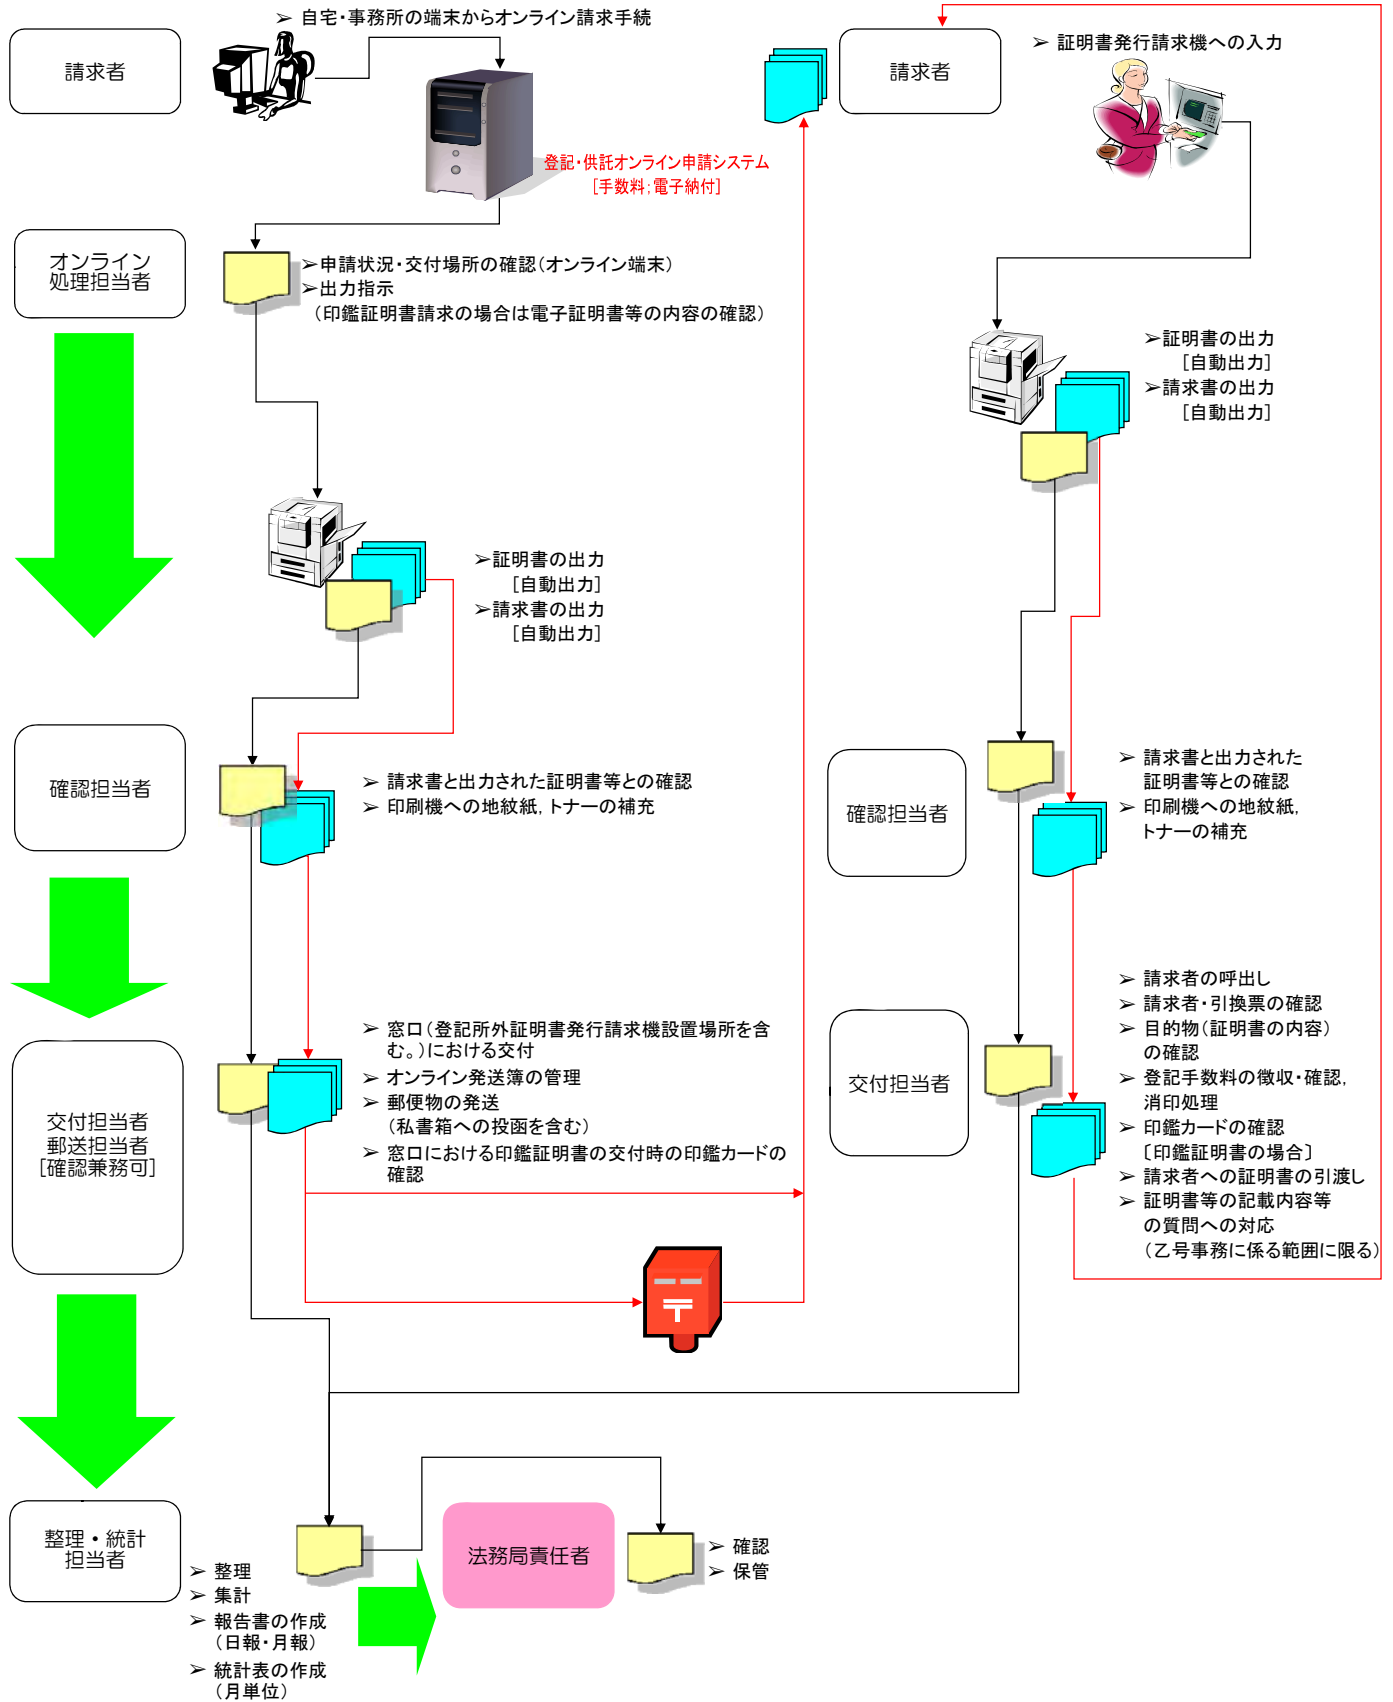 ➢ 自宅・事務所の端末からオンライン請求手続
請求者
登記・供託オンライン申請システム
[手数料；電子納付]
オンライン
処理担当者
➢申請状況・交付場所の確認（オンライン端末）
➢出力指示
（印鑑証明書請求の場合は電子証明書等の内容の確認）
➢証明書の出力
[自動出力]
➢請求書の出力
[自動出力]
確認担当者
➢ 請求書と出力された証明書等との確認
➢ 印刷機への地紋紙，トナーの補充
交付担当者
郵送担当者
[確認兼務可]
➢ 窓口（登記所外証明書発行請求機設置場所を含
む。）における交付
➢ オンライン発送簿の管理
➢ 郵便物の発送
（私書箱への投函を含む）
➢ 窓口における印鑑証明書の交付時の印鑑カードの
確認
請求者
➢ 証明書発行請求機への入力
➢証明書の出力
[自動出力]
➢請求書の出力
[自動出力]
確認担当者
➢ 請求書と出力された
証明書等との確認
➢ 印刷機への地紋紙，
トナーの補充
交付担当者
➢ 請求者の呼出し
➢ 請求者・引換票の確認
➢ 目的物（証明書の内容）
の確認
➢ 登記手数料の徴収・確認，
消印処理
➢ 印鑑カードの確認
〔印鑑証明書の場合〕
➢ 請求者への証明書の引渡し
➢ 証明書等の記載内容等
の質問への対応
（乙号事務に係る範囲に限る）
整理・統計
担当者
➢ 整理
➢ 集計
➢ 報告書の作成
（日報・月報）
➢ 統計表の作成
（月単位）
法務局責任者
➢ 確認
➢ 保管